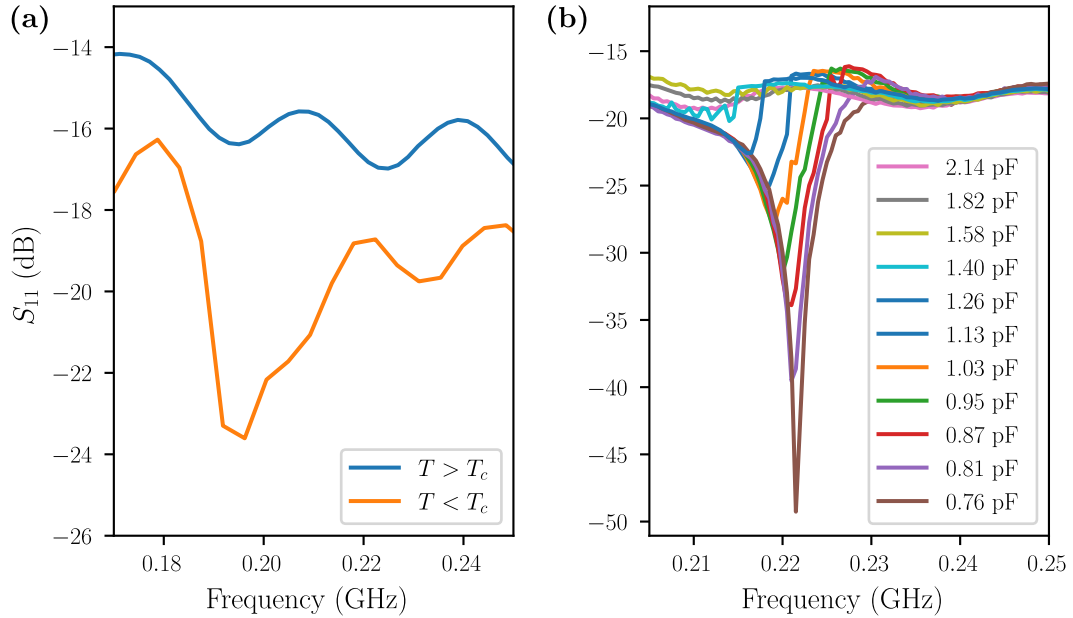 (a)
S11 (dB)
−14
−16
−18
−20
−22
−24
−26
0.18 0.20 0.22 0.24
Frequency (GHz)
T > Tc
T < Tc
(b)
−15
−20
−25
−30
−35
−40
−45
−50
0.21 0.22 0.23 0.24 0.25
Frequency (GHz)
2.14 pF
1.82 pF
1.58 pF
1.40 pF
1.26 pF
1.13 pF
1.03 pF
0.95 pF
0.87 pF
0.81 pF
0.76 pF